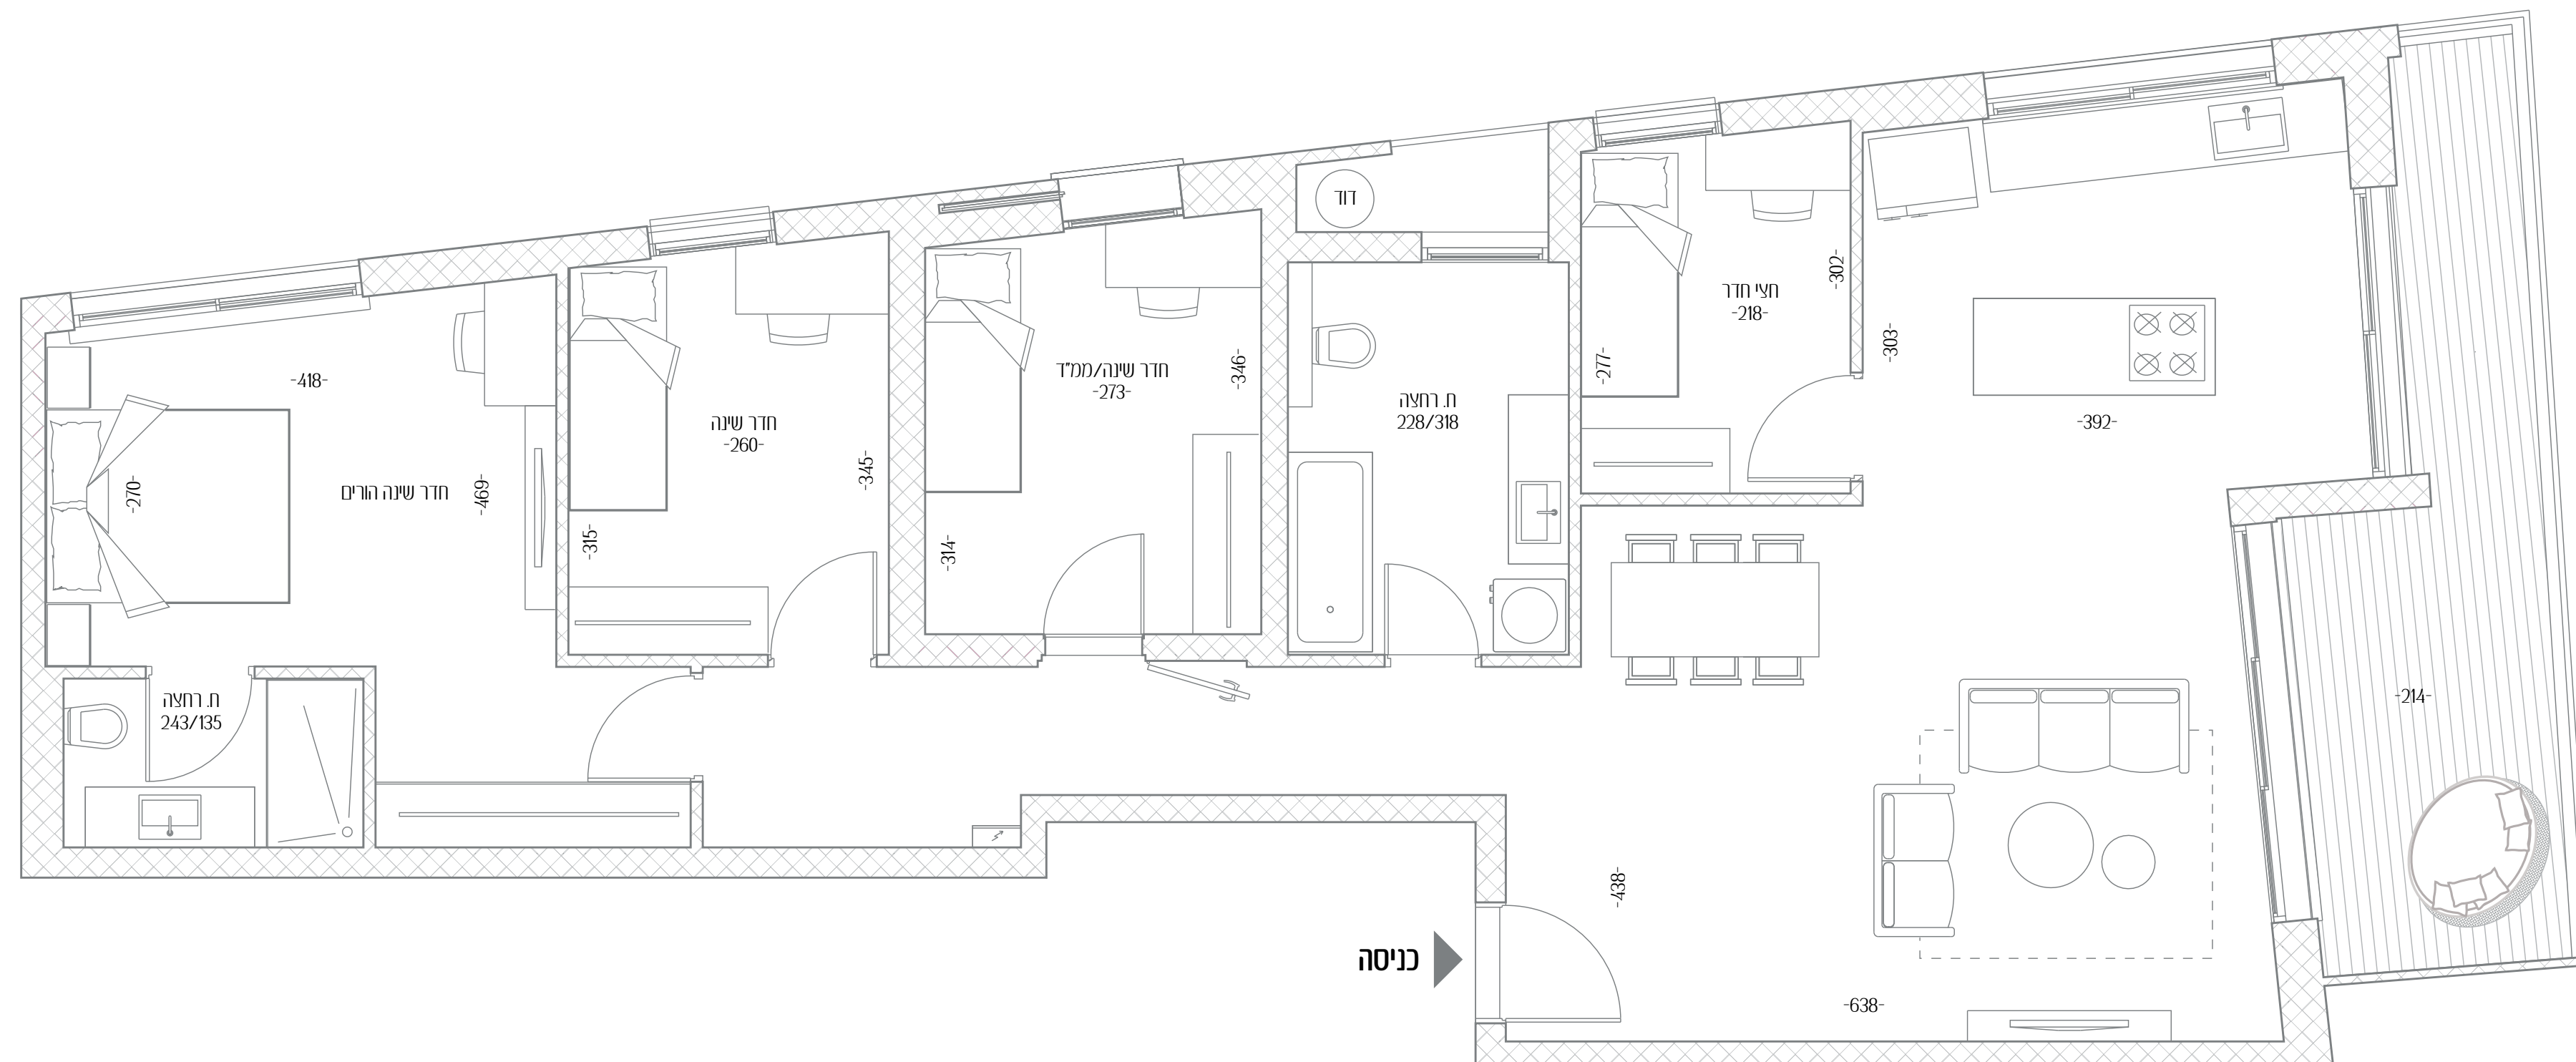 דוד
חצי חדר
-218-
-302-
-277-
-303-
-392-
חדר שינה/ממ"ד
-273-
-346-
-314-
ח. רחצה
228/318
חדר שינה
-260-
-345-
-315-
-418-
-270-
חדר שינה הורים
-469-
ח. רחצה
243/135
-214-
-438-
כניסה
-638-